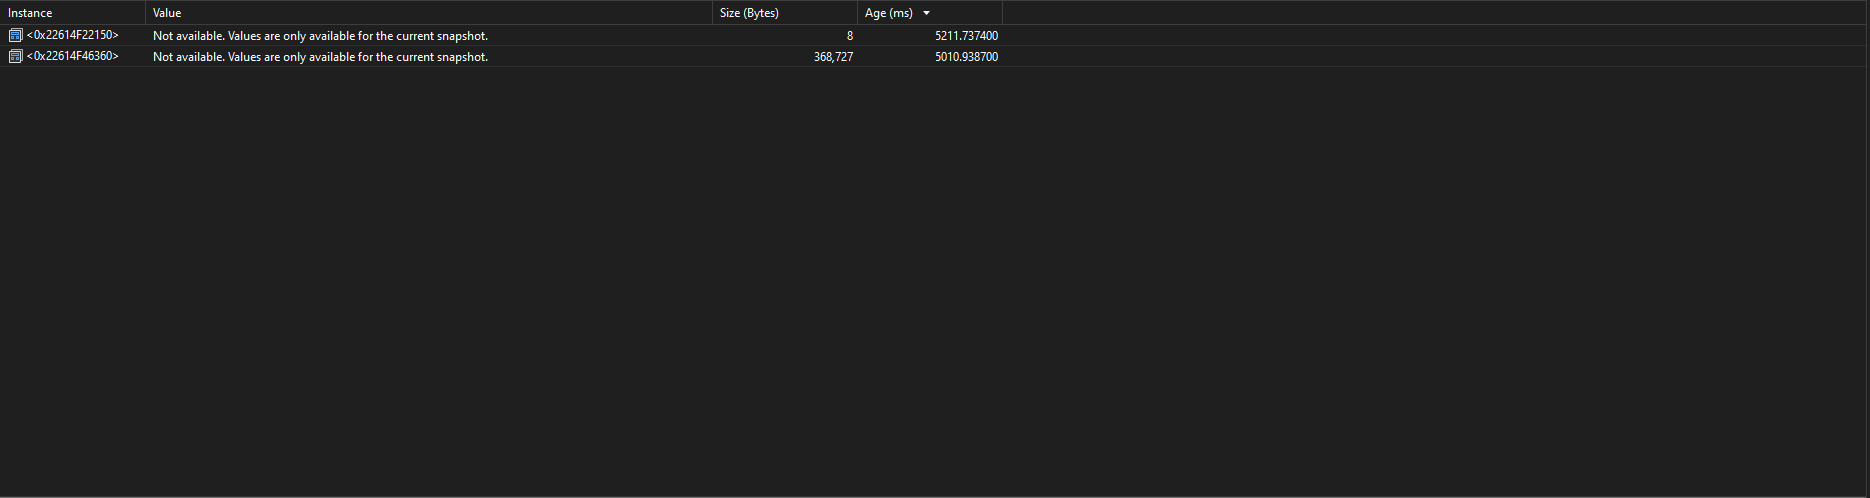 Instance Value Size (Bytes) Age (ms)
<0x22614F22150> Not available. Values are only available for the current snapshot. 8 5211.737400
<0x22614F46360> Not available. Values are only available for the current snapshot. 368,727 5010.938700